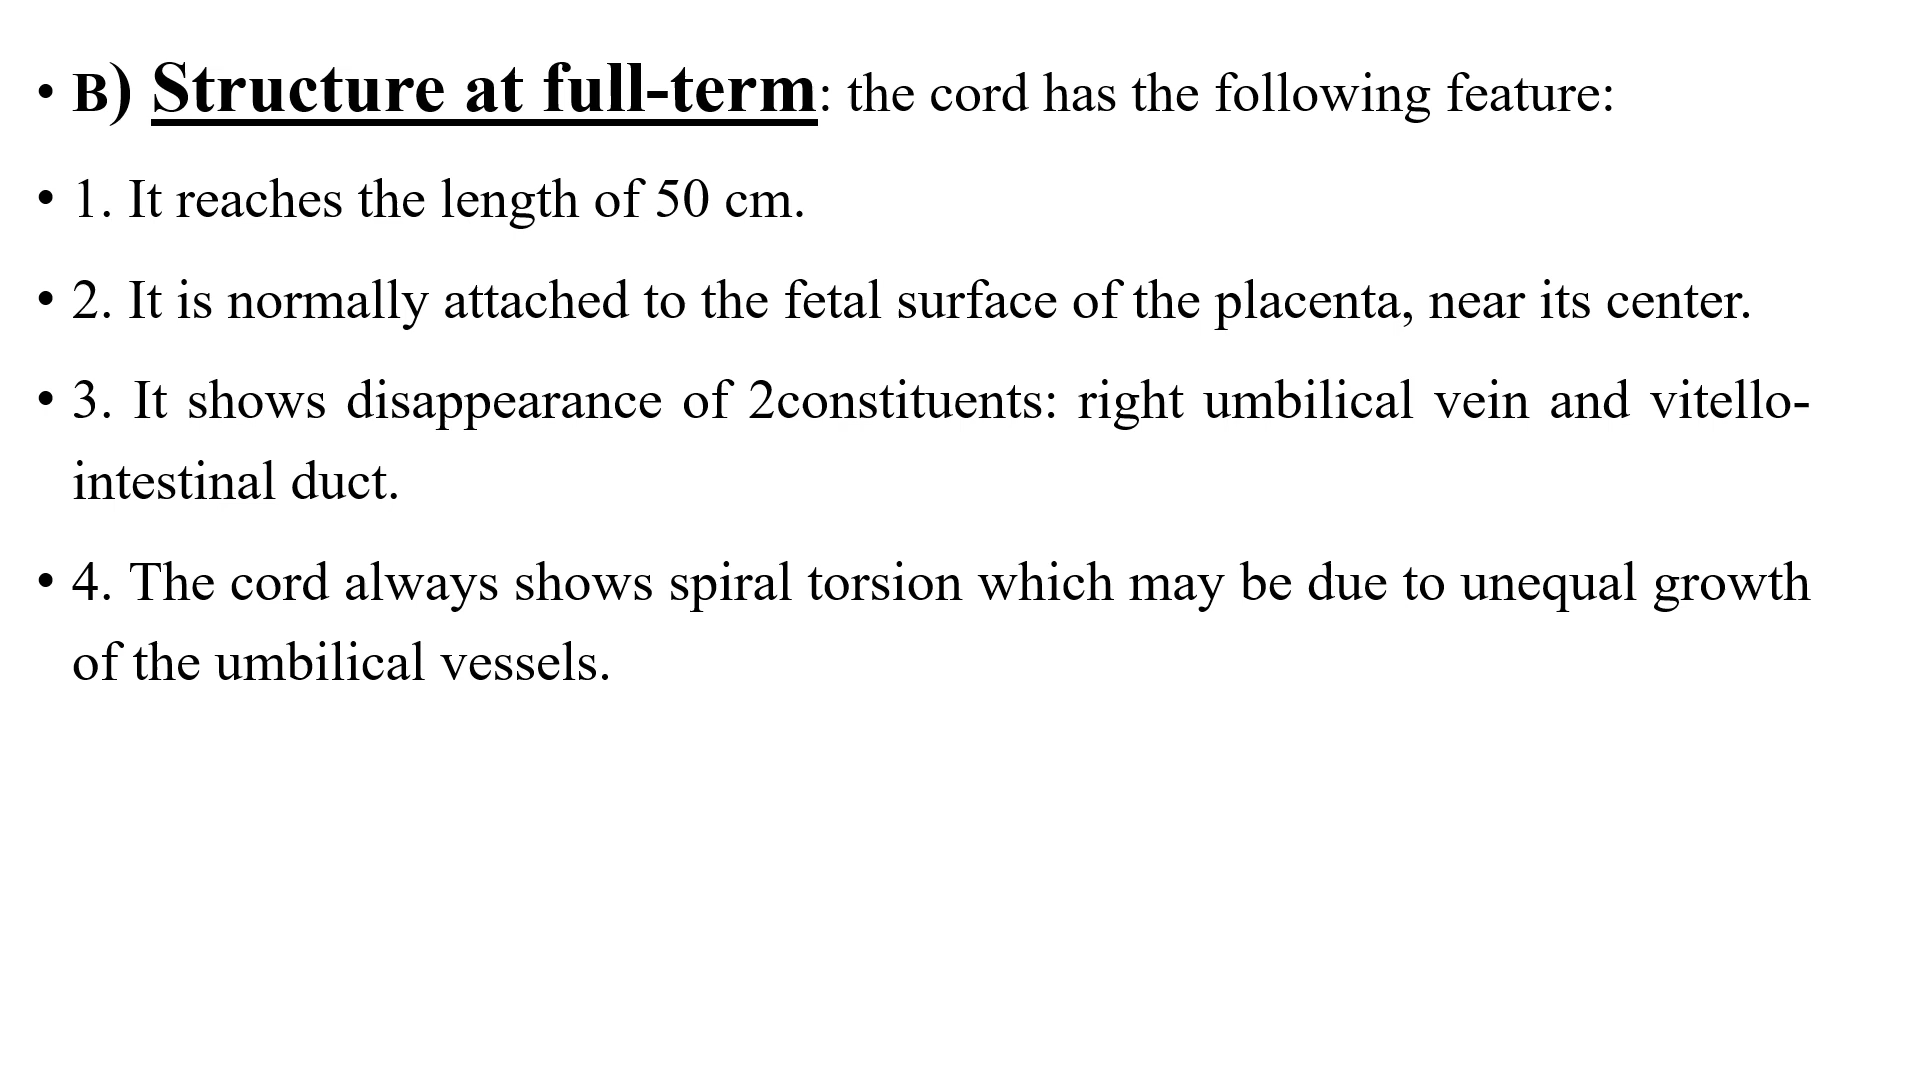 • B) Structure at full-term: the cord has the following feature:
• 1. It reaches the length of 50 cm.
• 2. It is normally attached to the fetal surface of the placenta, near its center.
• 3. It shows disappearance of 2constituents: right umbilical vein and vitello-
intestinal duct.
• 4. The cord always shows spiral torsion which may be due to unequal growth
of the umbilical vessels.